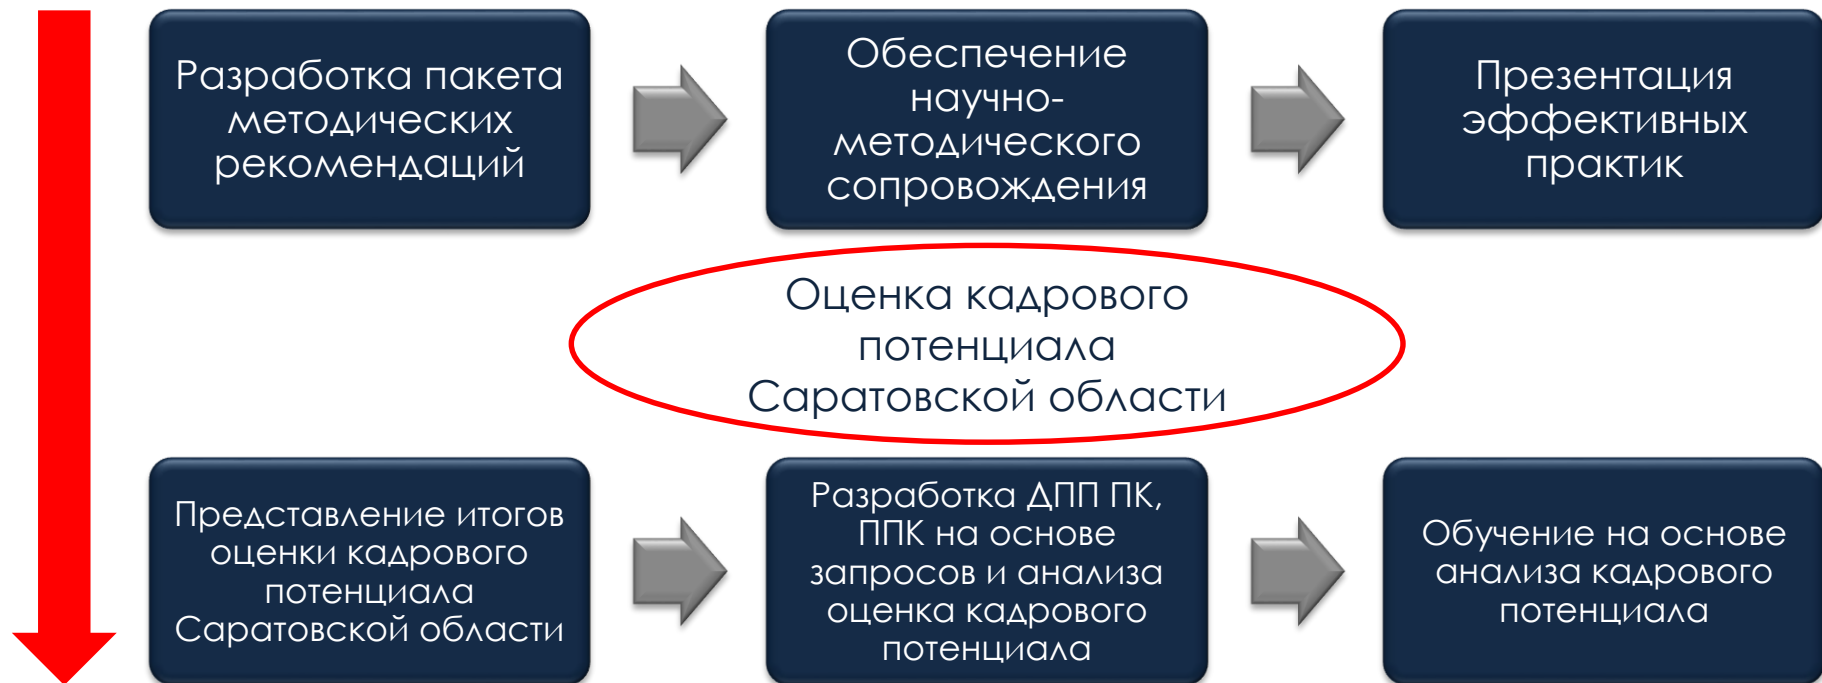 Разработка пакета
методических
рекомендаций
Обеспечение
научно-
методического
сопровождения
Презентация
эффективных
практик
Оценка кадрового
потенциала
Саратовской области
Представление итогов
оценки кадрового
потенциала
Саратовской области
Разработка ДПП ПК,
ППК на основе
запросов и анализа
оценка кадрового
потенциала
Обучение на основе
анализа кадрового
потенциала